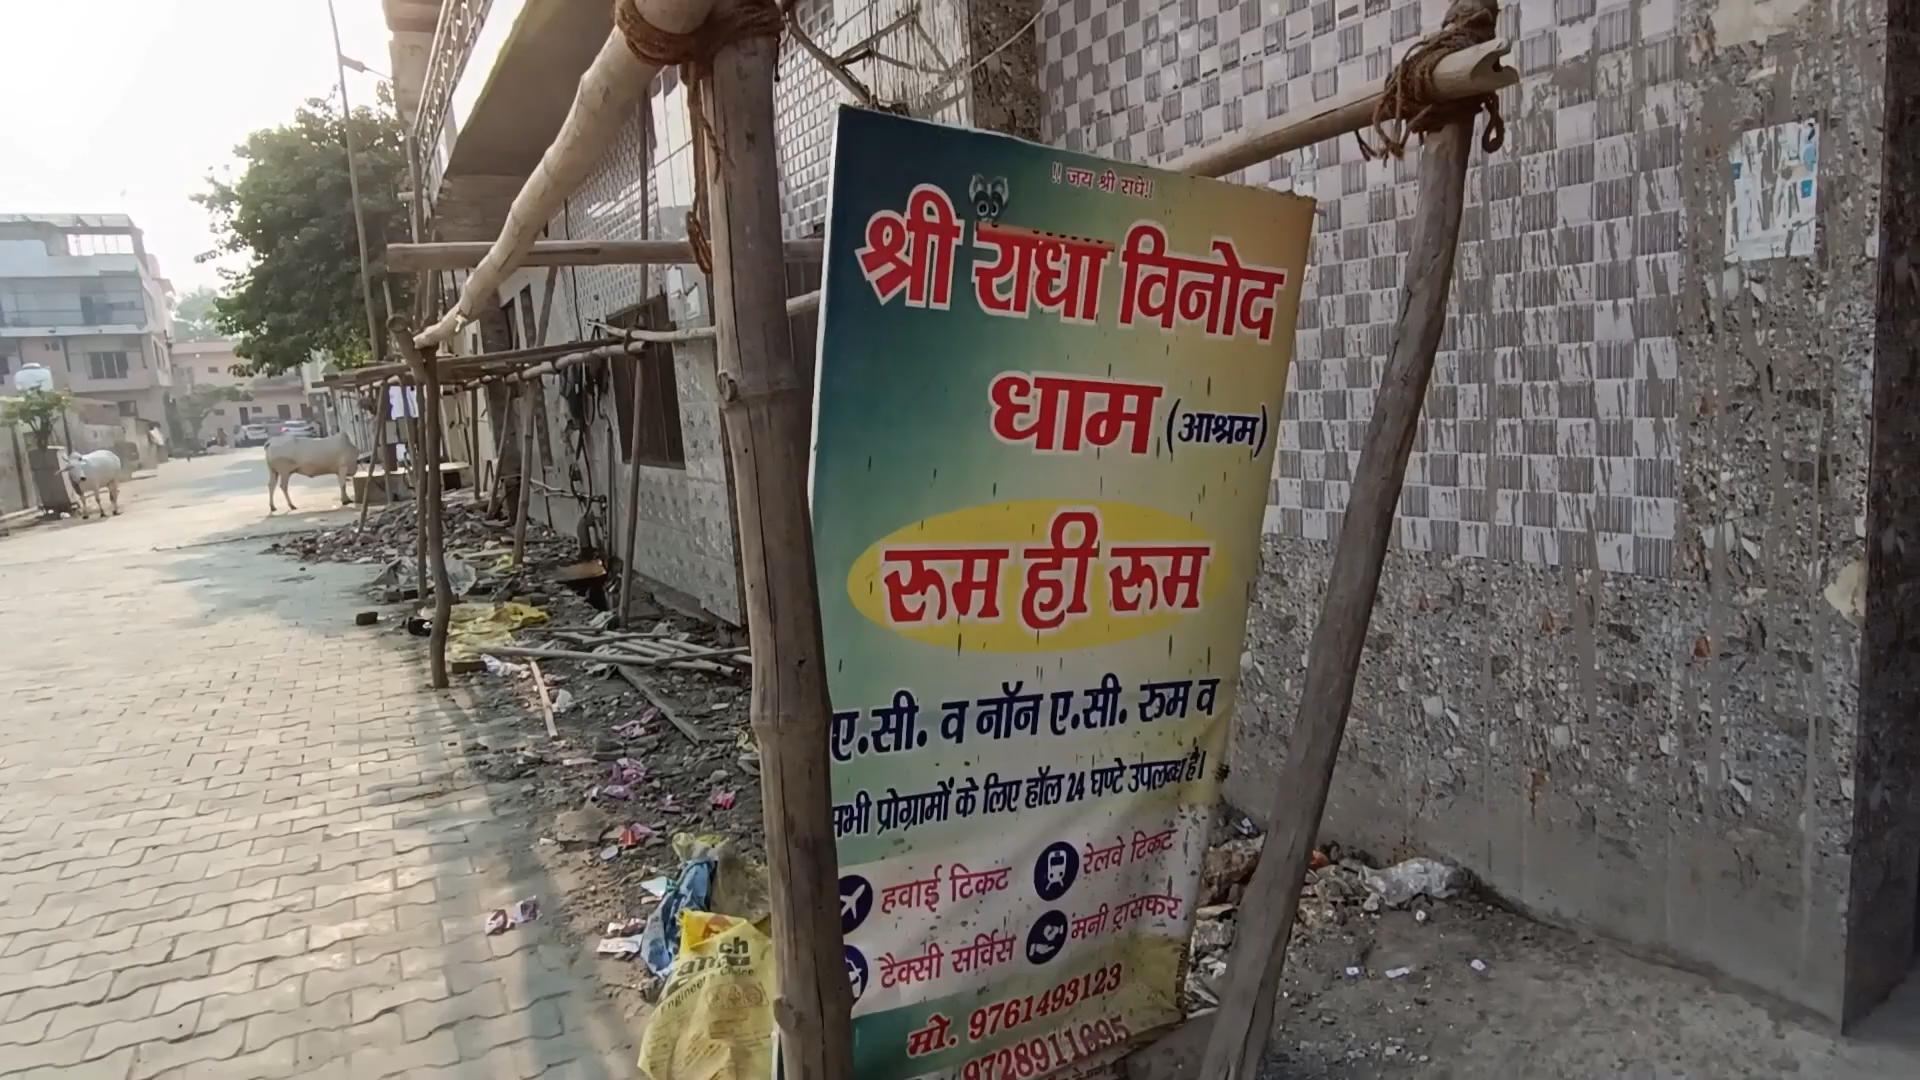 !! जय श्री राधे!!
श्री राधा विनोद
धाम (आश्रम)
रूम ही रूम
ए.सी. व नॉन ए.सी. रूम व
सभी प्रोग्रामों के लिए हॉल 24 घण्टे उपलब्ध है।
हवाई टिकट रेलवे टिकट
टैक्सी सर्विस मनी ट्रांसफर
मो. 9761493123
9728911095